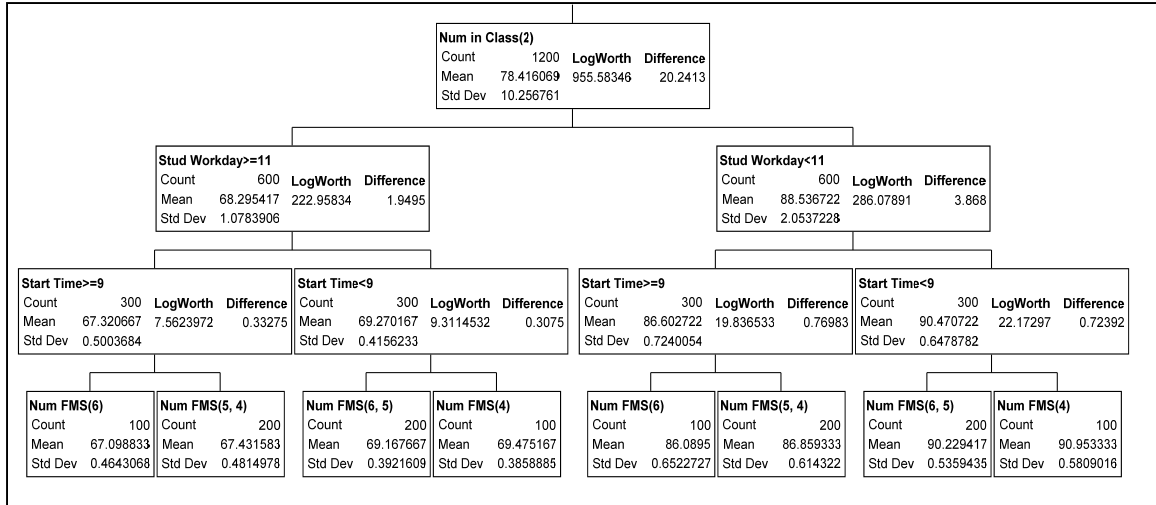 Num in Class(2)
Count 1200 LogWorth Difference
Mean 78.416069 955.58346 20.2413
Std Dev 10.256761
Stud Workday>=11
Count 600 LogWorth Difference
Mean 68.295417 222.95834 1.9495
Std Dev 1.0783906
Stud Workday<11
Count 600 LogWorth Difference
Mean 88.536722 286.07891 3.868
Std Dev 2.0537228
Start Time>=9
Count 300 LogWorth Difference
Mean 67.320667 7.5623972 0.33275
Std Dev 0.5003684
Start Time<9
Count 300 LogWorth Difference
Mean 69.270167 9.3114532 0.3075
Std Dev 0.4156233
Start Time>=9
Count 300 LogWorth Difference
Mean 86.602722 19.836533 0.76983
Std Dev 0.7240054
Start Time<9
Count 300 LogWorth Difference
Mean 90.470722 22.17297 0.72392
Std Dev 0.6478782
Num FMS(6)
Count 100
Mean 67.098833
Std Dev 0.4643068
Num FMS(5, 4)
Count 200
Mean 67.431583
Std Dev 0.4814978
Num FMS(6, 5)
Count 200
Mean 69.167667
Std Dev 0.3921609
Num FMS(4)
Count 100
Mean 69.475167
Std Dev 0.3858885
Num FMS(6)
Count 100
Mean 86.0895
Std Dev 0.6522727
Num FMS(5, 4)
Count 200
Mean 86.859333
Std Dev 0.614322
Num FMS(6, 5)
Count 200
Mean 90.229417
Std Dev 0.5359435
Num FMS(4)
Count 100
Mean 90.953333
Std Dev 0.5809016